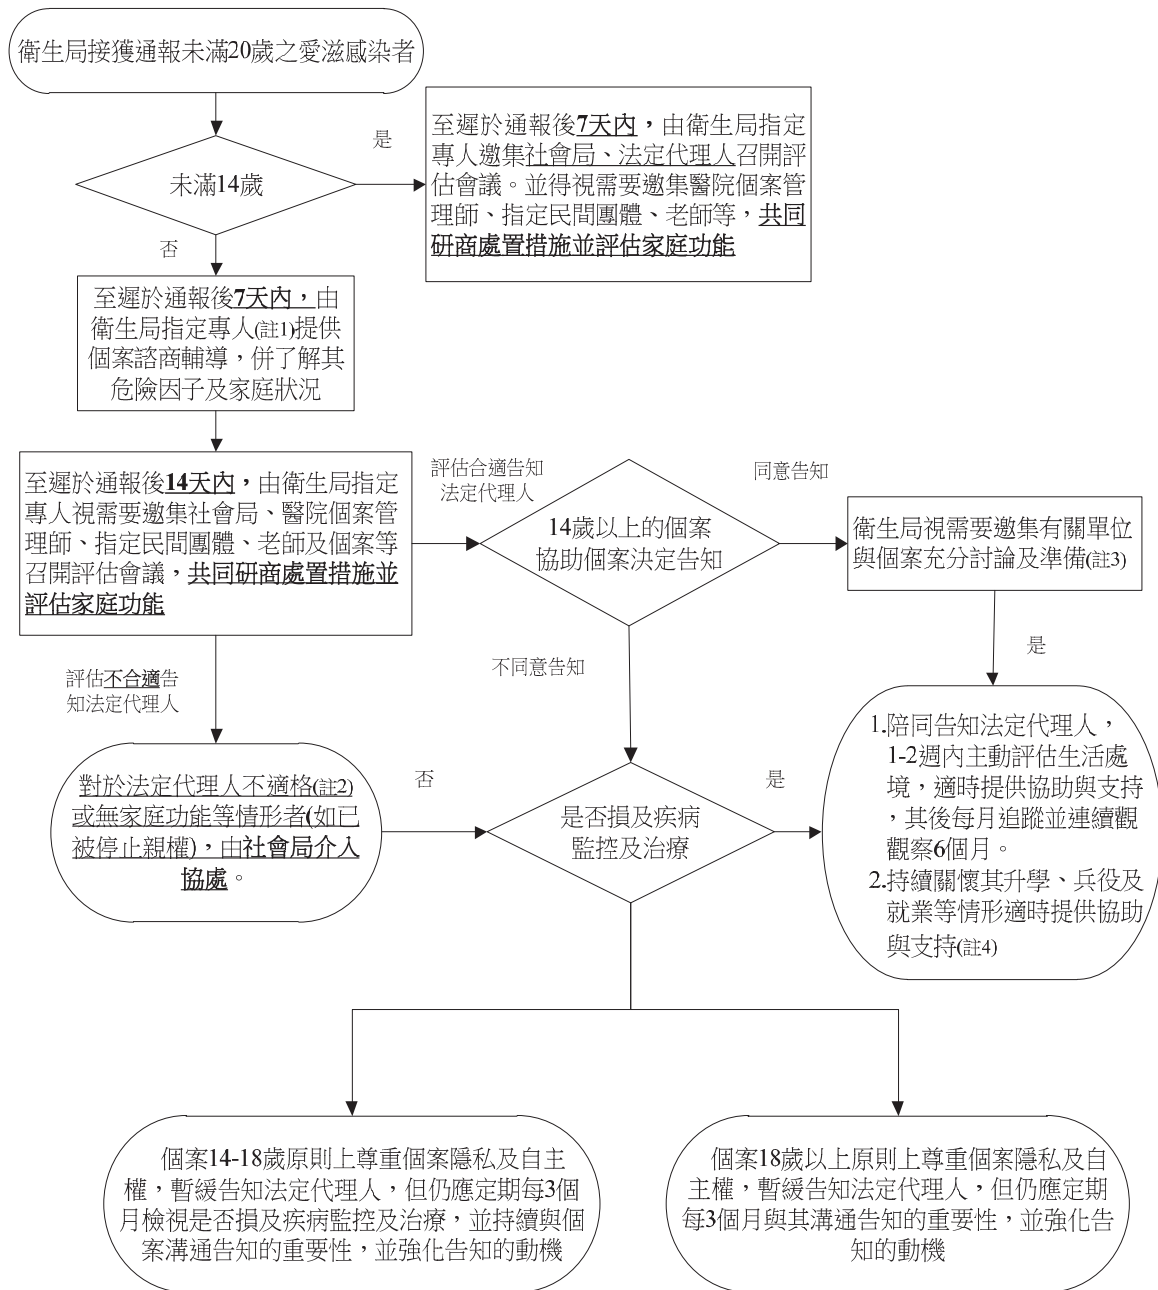 衛生局接獲通報未滿20歲之愛滋感染者
未滿14歲
是
至遲於通報後7天內，由衛生局指定
專人邀集社會局、法定代理人召開評
估會議。並得視需要邀集醫院個案管
理師、指定民間團體、老師等，共同
研商處置措施並評估家庭功能
否
至遲於通報後7天內，由
衛生局指定專人(註1)提供
個案諮商輔導，併了解其
危險因子及家庭狀況
至遲於通報後14天內，由衛生局指定
專人視需要邀集社會局、醫院個案管
理師、指定民間團體、老師及個案等
召開評估會議，共同研商處置措施並
評估家庭功能
評估合適告知
法定代理人
14歲以上的個案
協助個案決定告知
同意告知
衛生局視需要邀集有關單位
與個案充分討論及準備(註3)
是
不同意告知
評估不合適告
知法定代理人
對於法定代理人不適格(註2)
或無家庭功能等情形者(如已
被停止親權)，由社會局介入
協處。
否
是否損及疾病
監控及治療
是
1.陪同告知法定代理人，
1-2週內主動評估生活處
境，適時提供協助與支持
，其後每月追蹤並連續觀
觀察6個月。
2.持續關懷其升學、兵役及
就業等情形適時提供協助
與支持(註4)
個案14-18歲原則上尊重個案隱私及自主
權，暫緩告知法定代理人，但仍應定期每3個
月檢視是否損及疾病監控及治療，並持續與個
案溝通告知的重要性，並強化告知的動機
個案18歲以上原則上尊重個案隱私及自
主權，暫緩告知法定代理人，但仍應定期
每3個月與其溝通告知的重要性，並強化告
知的動機